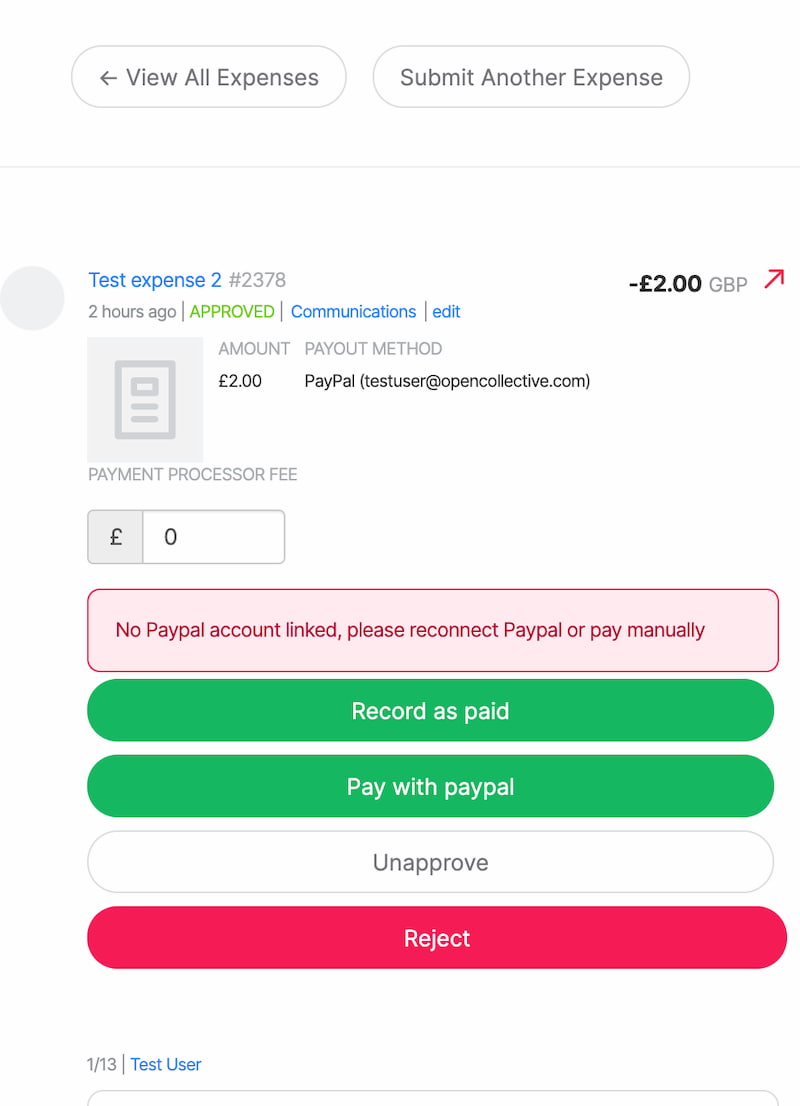 ← View All Expenses Submit Another Expense
Test expense 2 #2378 -£2.00 GBP
2 hours ago | APPROVED | Communications | edit
AMOUNT PAYOUT METHOD
£2.00 PayPal (testuser@opencollective.com)
PAYMENT PROCESSOR FEE
£ 0
No Paypal account linked, please reconnect Paypal or pay manually
Record as paid
Pay with paypal
Unapprove
Reject
1/13 | Test User